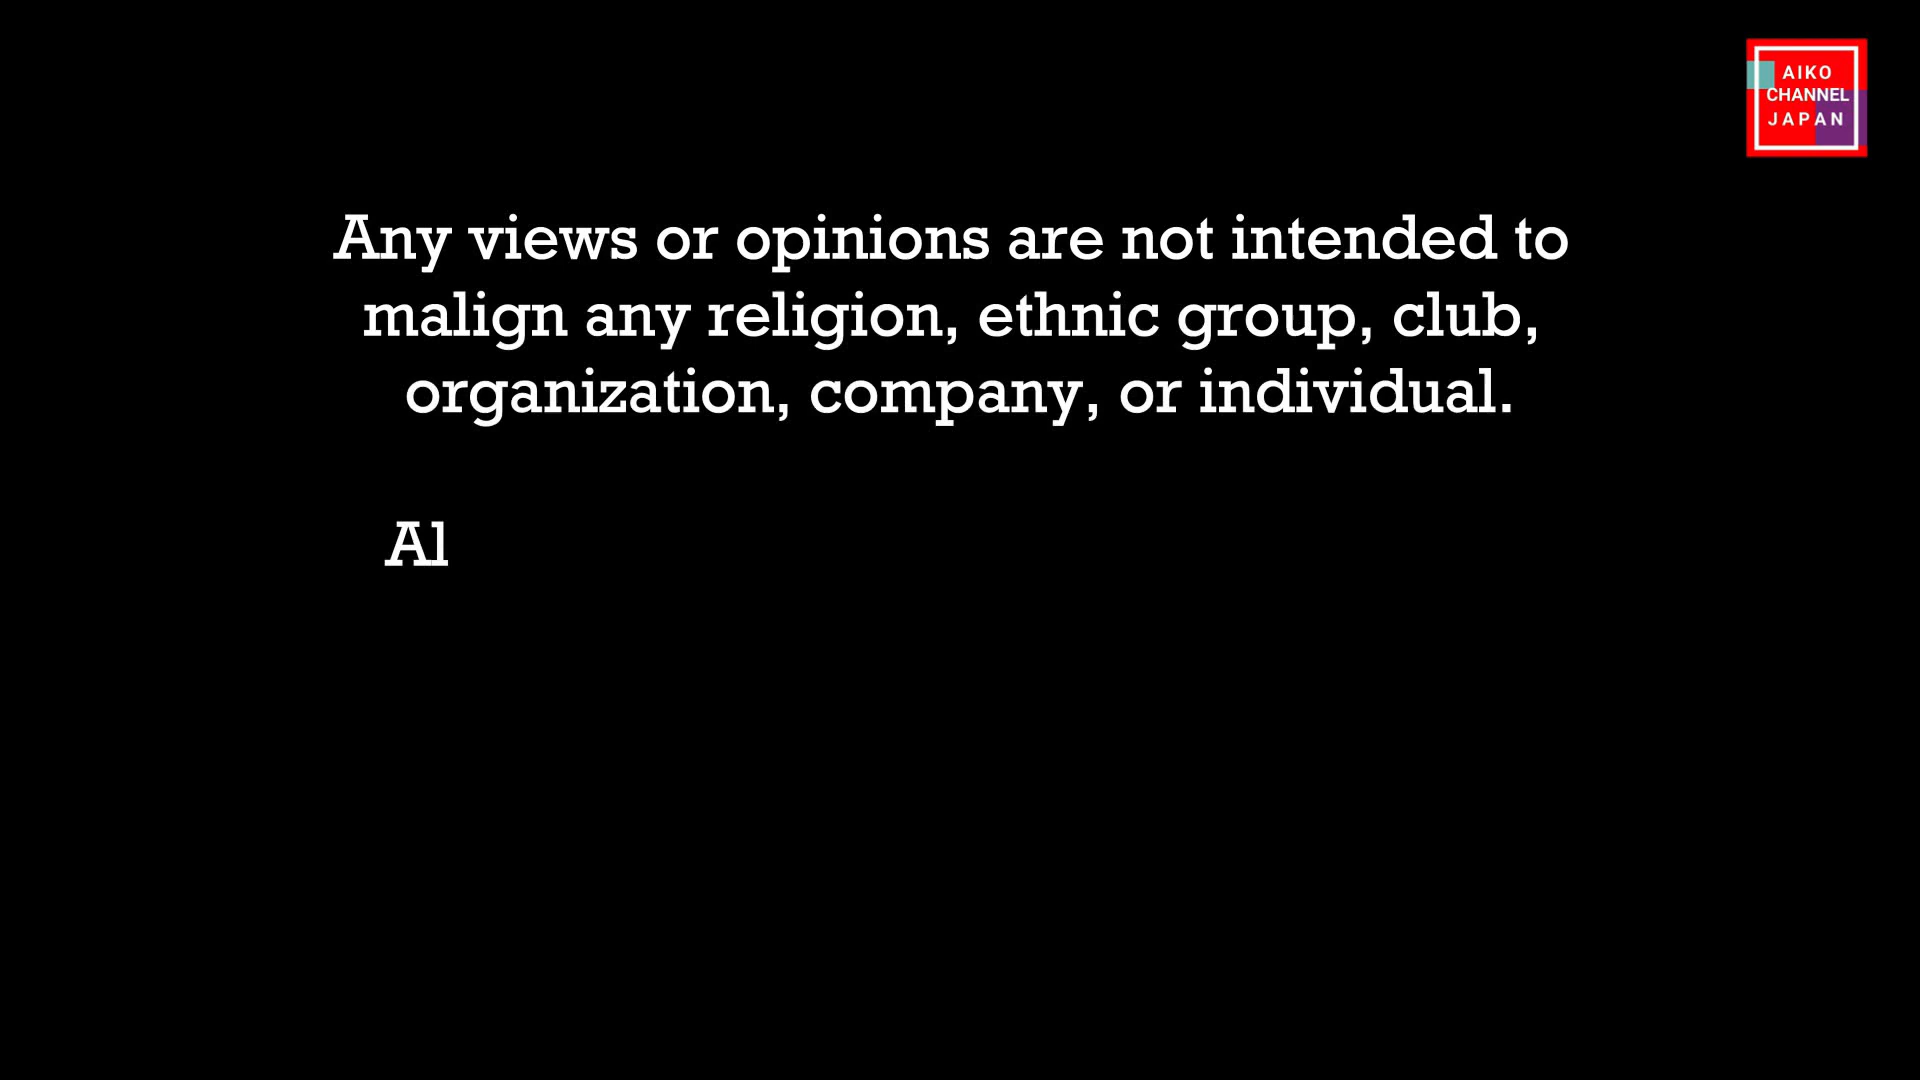 AIKO
CHANNEL
JAPAN
Any views or opinions are not intended to
malign any religion, ethnic group, club,
organization, company, or individual.
Al